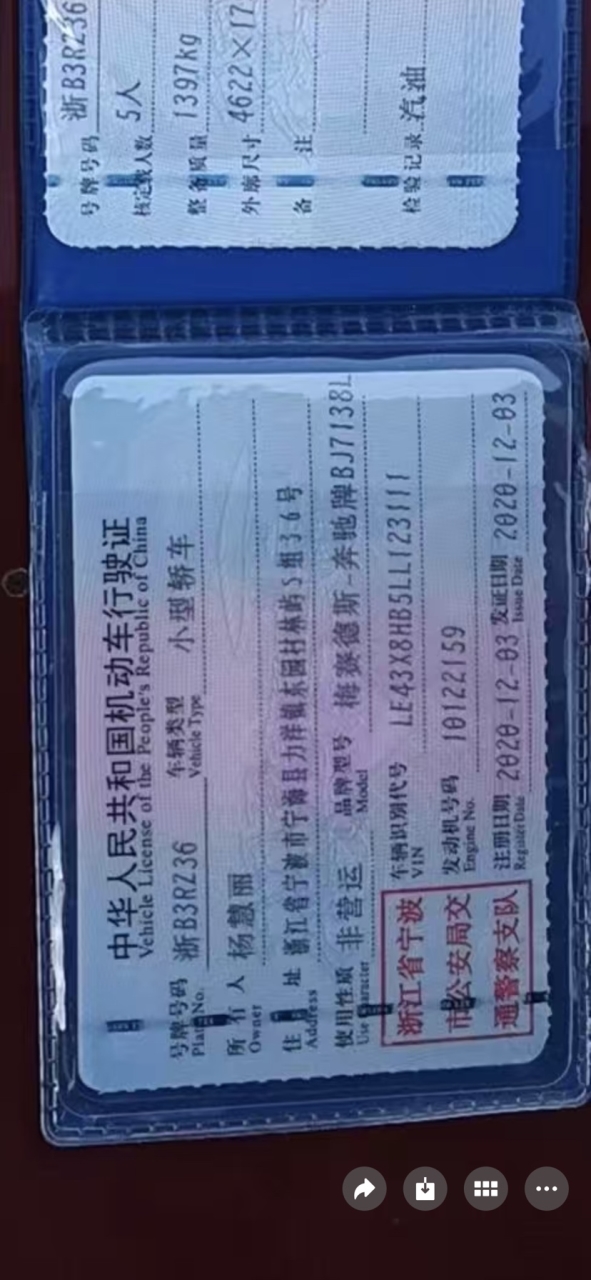 中华人民共和国机动车行驶证
Vehicle License of the People's Republic of China
号牌号码 浙B3RZ36 车辆类型 小型轿车
Plate No. Vehicle Type
所有人 杨慧丽
Owner
住址 浙江省宁波市宁海县力洋镇东园村林屿5组36号
Address
使用性质 非营运 品牌型号 梅赛德斯-奔驰牌BJ7138L
Use Character Model
浙江省宁波
市公安局交
通警察支队
车辆识别代号 LE43X8HB5LL123111
VIN
发动机号码 10122159
Engine No.
注册日期 2020-12-03 发证日期 2020-12-03
Register Date Issue Date
号牌号码 浙B3RZ36
核定载人数 5人
整备质量 1397kg
外廓尺寸 4622×17
备注
检验记录 汽油